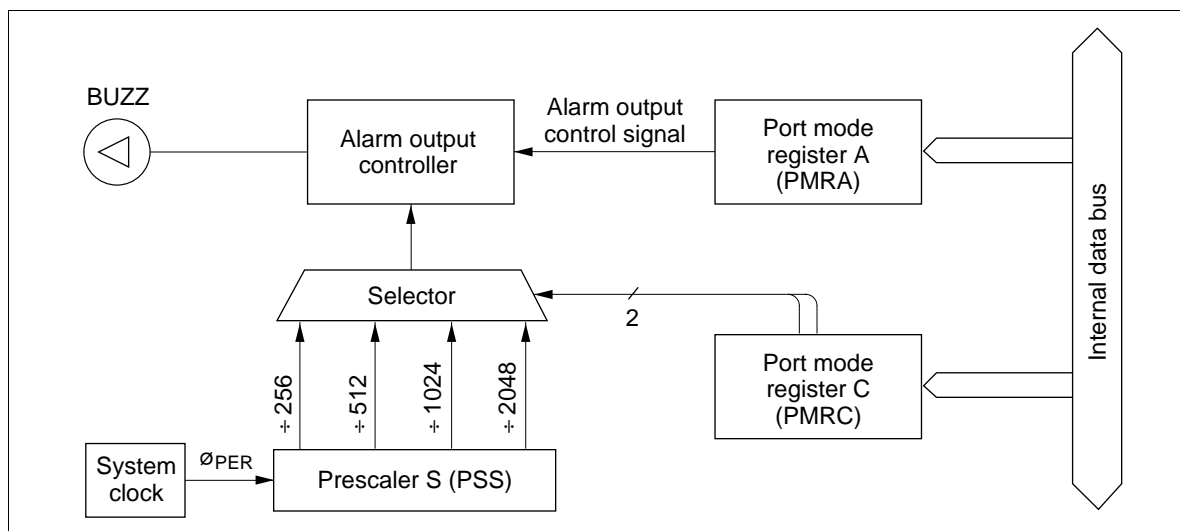 BUZZ
Alarm output
controller
Alarm output
control signal
Port mode
register A
(PMRA)
Internal data bus
Selector
2
Port mode
register C
(PMRC)
÷ 256
÷ 512
÷ 1024
÷ 2048
System
clock
øPER
Prescaler S (PSS)